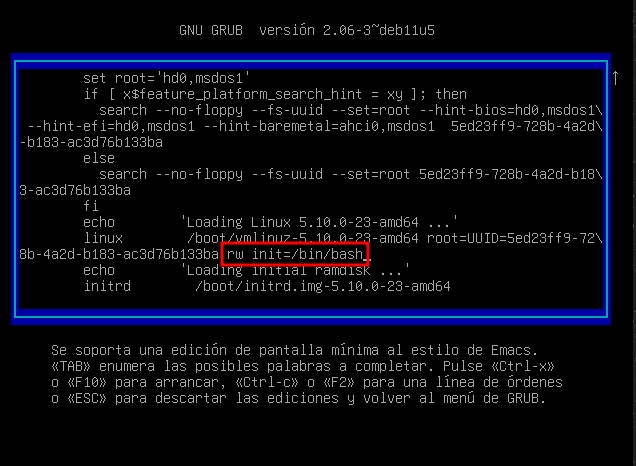 GNU GRUB  versión 2.06-3~deb11u5
set root='hd0,msdos1'
if [ x$feature_platform_search_hint = xy ]; then
search --no-floppy --fs-uuid --set=root --hint-bios=hd0,msdos1\
--hint-efi=hd0,msdos1 --hint-baremetal=ahci0,msdos1  5ed23ff9-728b-4a2d\
-b183-ac3d76b133ba
else
search --no-floppy --fs-uuid --set=root 5ed23ff9-728b-4a2d-b18\
3-ac3d76b133ba
fi
echo        'Loading Linux 5.10.0-23-amd64 ...'
linux        /boot/vmlinuz-5.10.0-23-amd64 root=UUID=5ed23ff9-72\
8b-4a2d-b183-ac3d76b133ba rw init=/bin/bash_
echo        'Loading initial ramdisk ...'
initrd        /boot/initrd.img-5.10.0-23-amd64
↑
Se soporta una edición de pantalla mínima al estilo de Emacs.
«TAB» enumera las posibles palabras a completar. Pulse «Ctrl-x»
o «F10» para arrancar, «Ctrl-c» o «F2» para una línea de órdenes
o «ESC» para descartar las ediciones y volver al menú de GRUB.